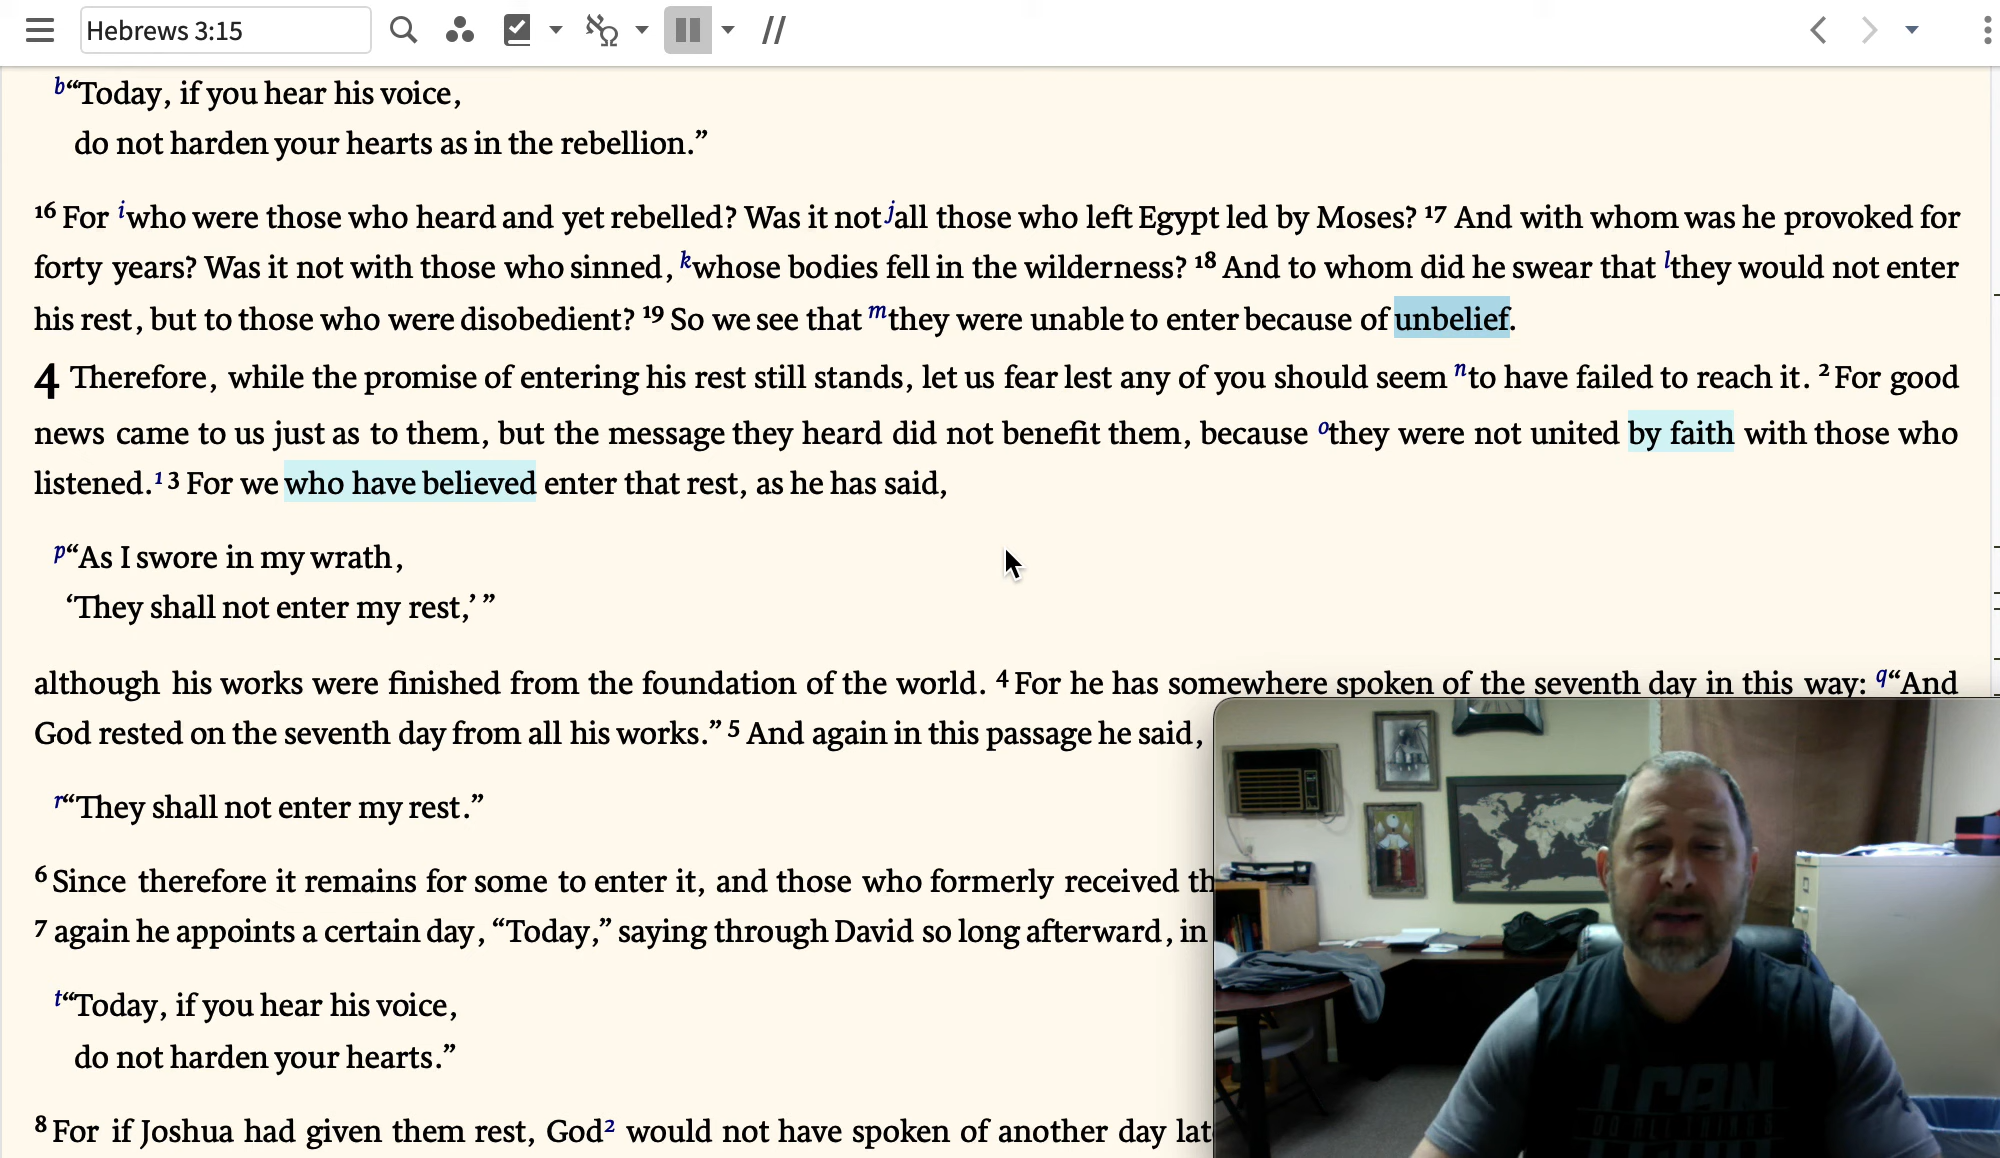 Hebrews 3:15
b“Today, if you hear his voice,
do not harden your hearts as in the rebellion.”
16 For i who were those who heard and yet rebelled? Was it not j all those who left Egypt led by Moses? 17 And with whom was he provoked for
forty years? Was it not with those who sinned, k whose bodies fell in the wilderness? 18 And to whom did he swear that l they would not enter
his rest, but to those who were disobedient? 19 So we see that m they were unable to enter because of unbelief.
4 Therefore, while the promise of entering his rest still stands, let us fear lest any of you should seem n to have failed to reach it. 2 For good
news came to us just as to them, but the message they heard did not benefit them, because o they were not united by faith with those who
listened.1 3 For we who have believed enter that rest, as he has said,
p“As I swore in my wrath,
‘They shall not enter my rest,’ ”
although his works were finished from the foundation of the world. 4 For he has somewhere spoken of the seventh day in this way: q“And
God rested on the seventh day from all his works.” 5 And again in this passage he said,
r“They shall not enter my rest.”
6 Since therefore it remains for some to enter it, and those who formerly received th
7 again he appoints a certain day, “Today,” saying through David so long afterward, in
t“Today, if you hear his voice,
do not harden your hearts.”
8 For if Joshua had given them rest, God2 would not have spoken of another day lat
I CAN
DO ALL THINGS